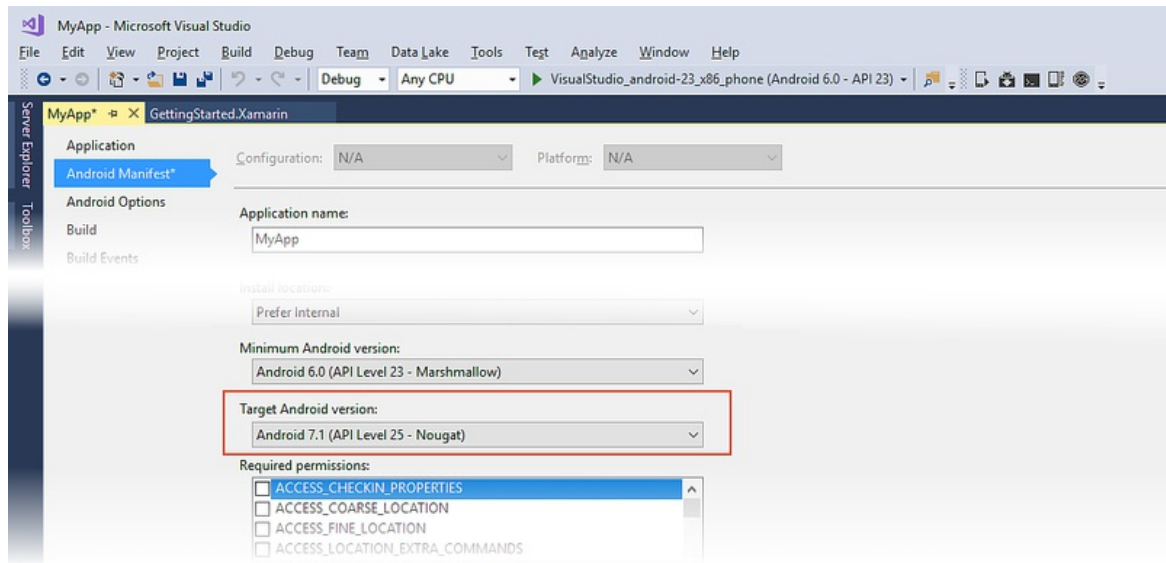 MyApp - Microsoft Visual Studio
File Edit View Project Build Debug Team Data Lake Tools Test Analyze Window Help
Debug Any CPU VisualStudio_android-23_x86_phone (Android 6.0 - API 23)
Server Explorer
Toolbox
MyApp* GettingStarted.Xamarin
Application
Android Manifest*
Android Options
Build
Build Events
Configuration: N/A Platform: N/A
Application name:
MyApp
Install location:
Prefer Internal
Minimum Android version:
Android 6.0 (API Level 23 - Marshmallow)
Target Android version:
Android 7.1 (API Level 25 - Nougat)
Required permissions:
ACCESS_CHECKIN_PROPERTIES
ACCESS_COARSE_LOCATION
ACCESS_FINE_LOCATION
ACCESS_LOCATION_EXTRA_COMMANDS